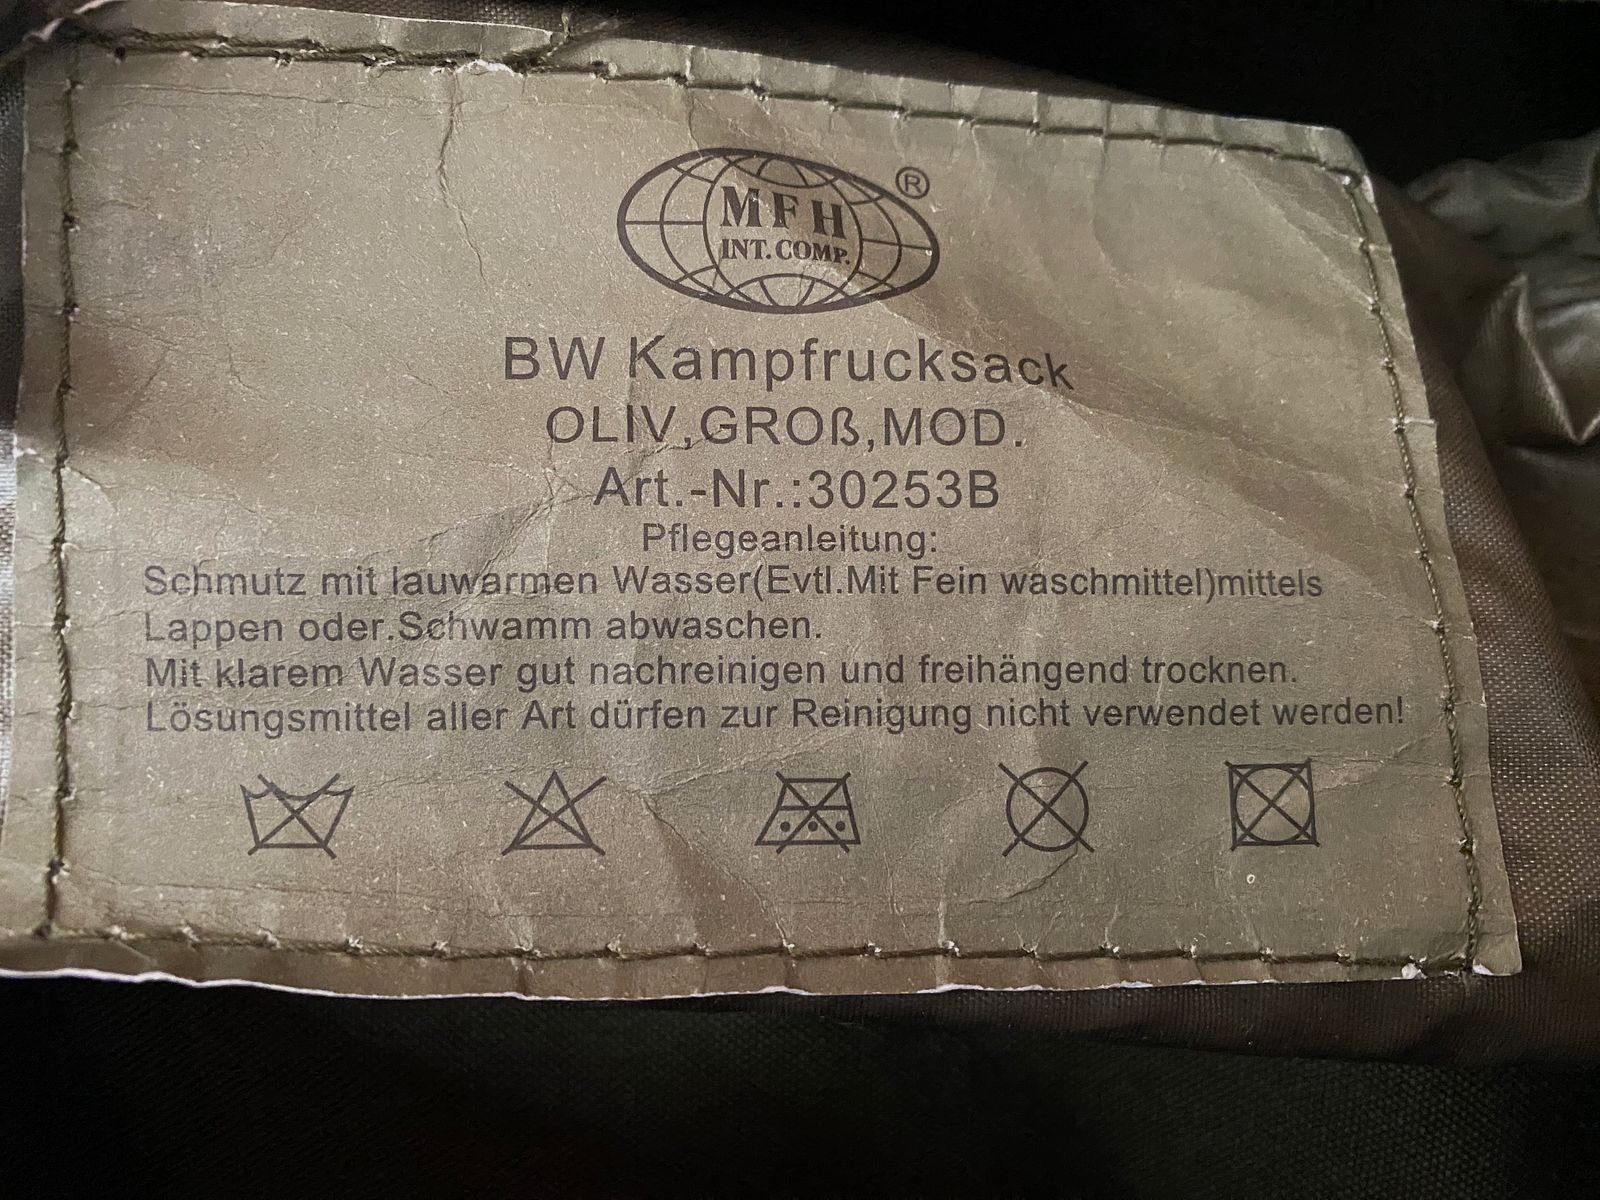 MFH ®
INT. COMP.
BW Kampfrucksack
OLIV,GROß,MOD.
Art.-Nr.:30253B
Pflegeanleitung:
Schmutz mit lauwarmen Wasser(Evtl.Mit Fein waschmittel)mittels
Lappen oder.Schwamm abwaschen.
Mit klarem Wasser gut nachreinigen und freihängend trocknen.
Lösungsmittel aller Art dürfen zur Reinigung nicht verwendet werden!